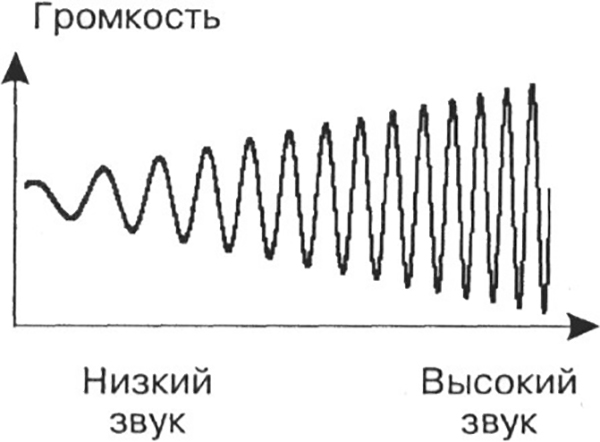 Громкость
Низкий
звук
Высокий
звук